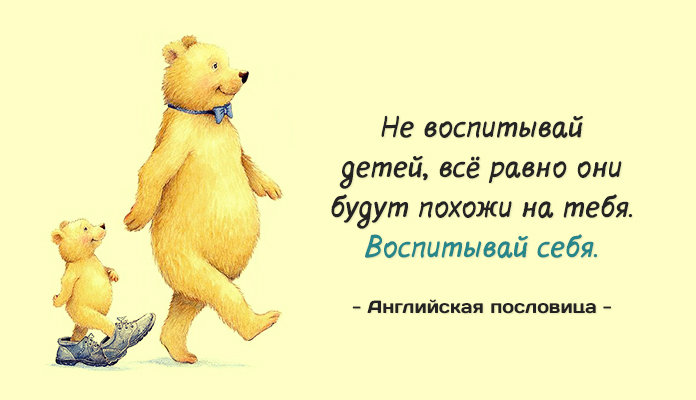 Не воспитывай
детей, всё равно они
будут похожи на тебя.
Воспитывай себя.
- Английская пословица -